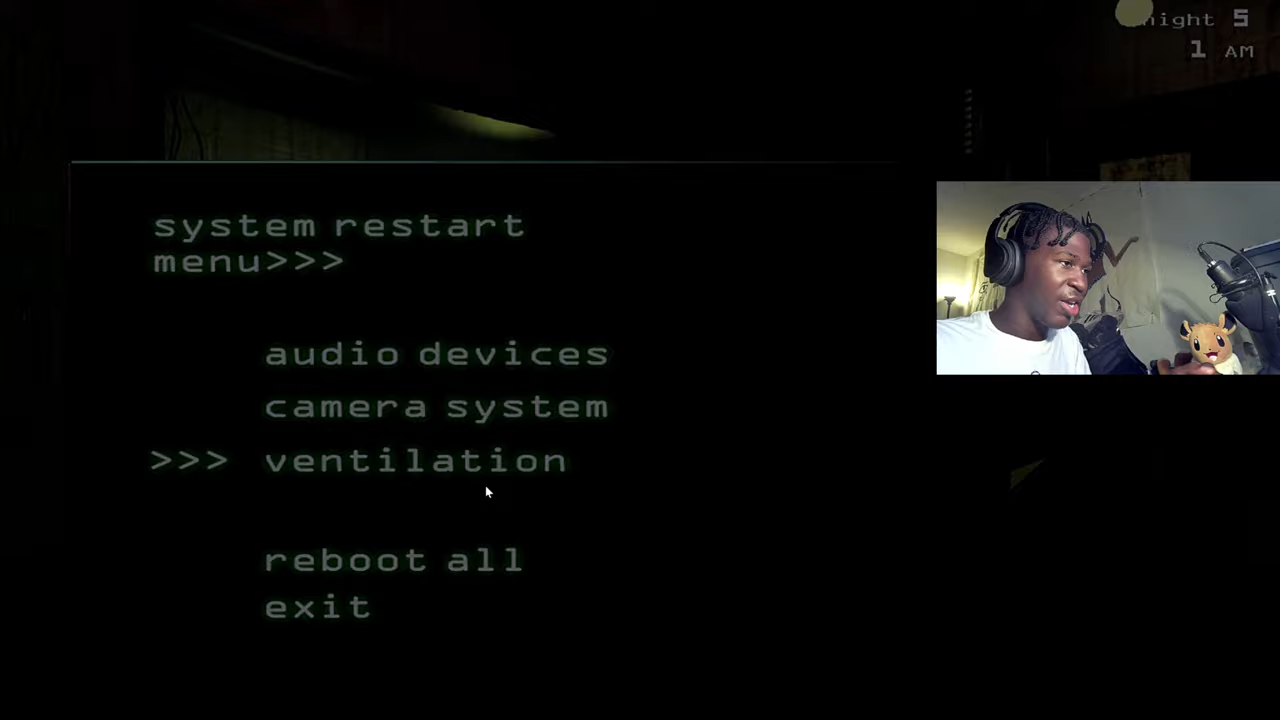 night 5
1 AM
system restart
menu>>>
audio devices
camera system
>>> ventilation
reboot all
exit